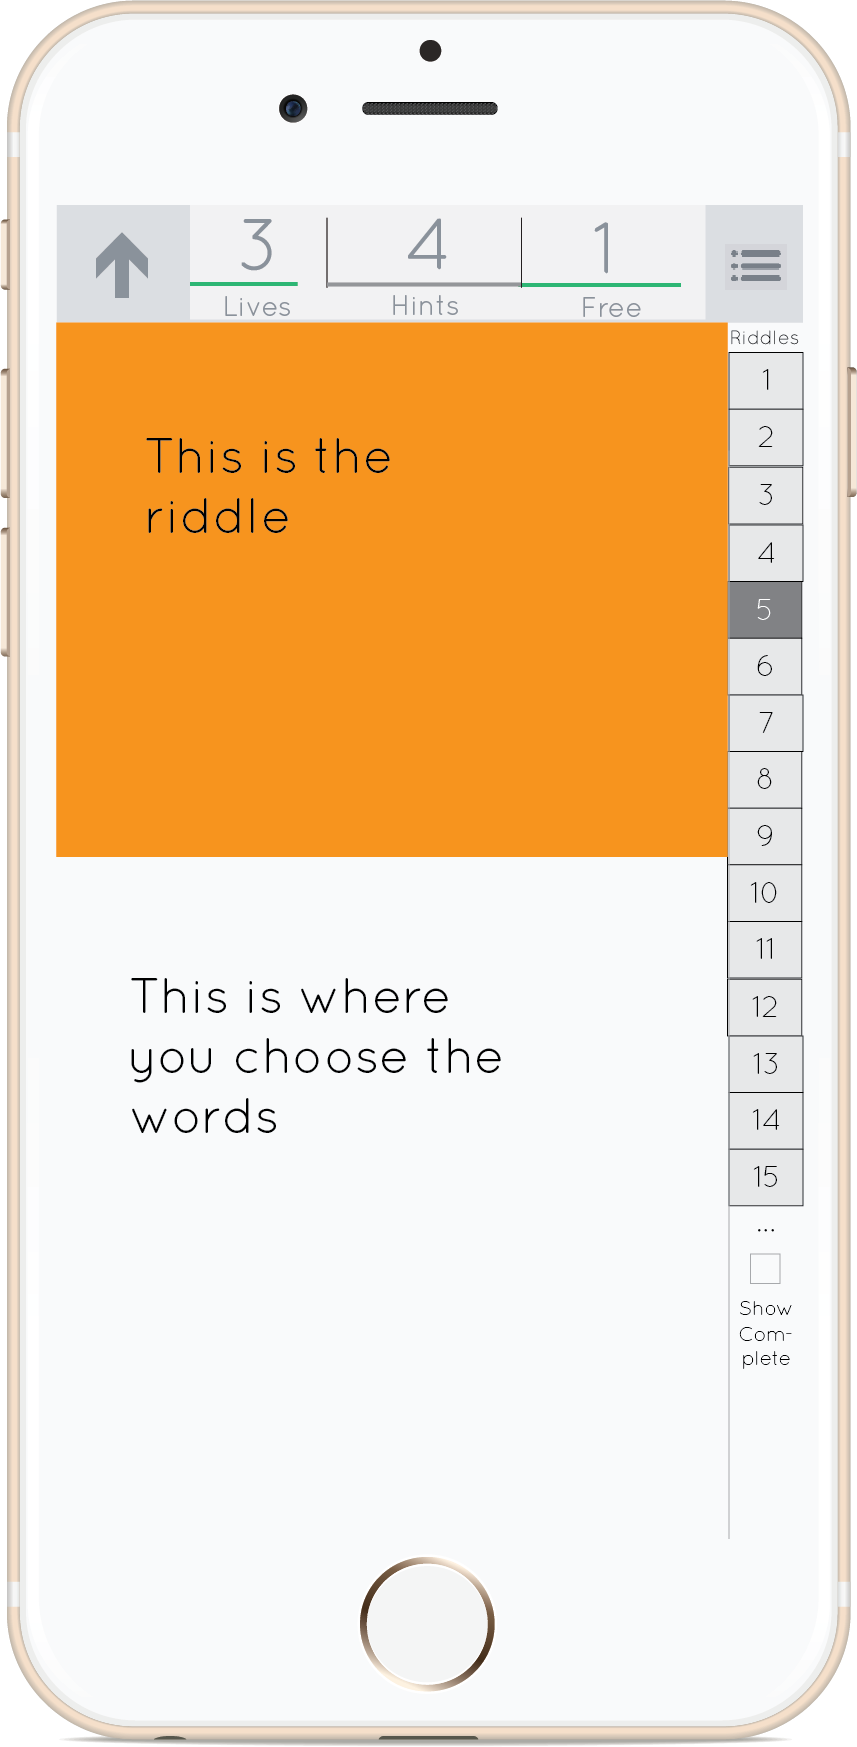 3 4 1
Lives Hints Free
Riddles
1
2
3
4
5
6
7
8
9
10
11
12
13
14
15
...
Show
Com-
plete
This is the
riddle
This is where
you choose the
words